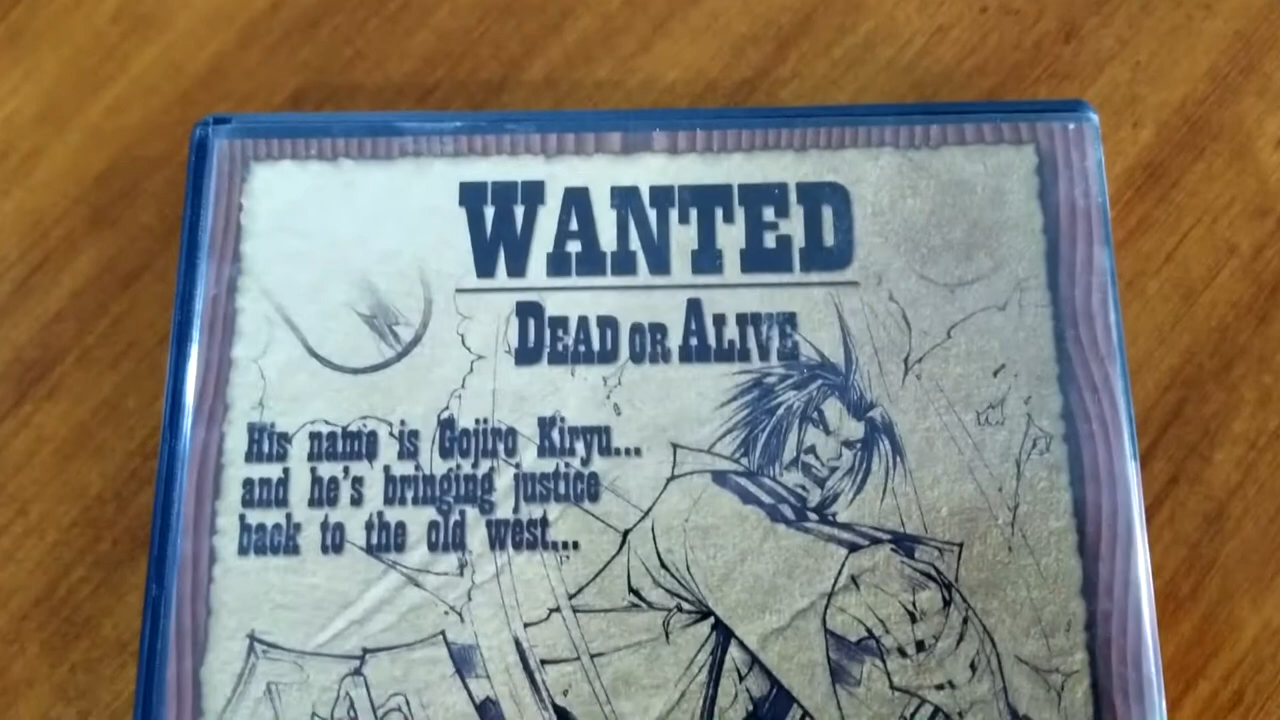 WANTED
DEAD OR ALIVE
His name is Gojiro Kiryu...
and he's bringing justice
back to the old west...